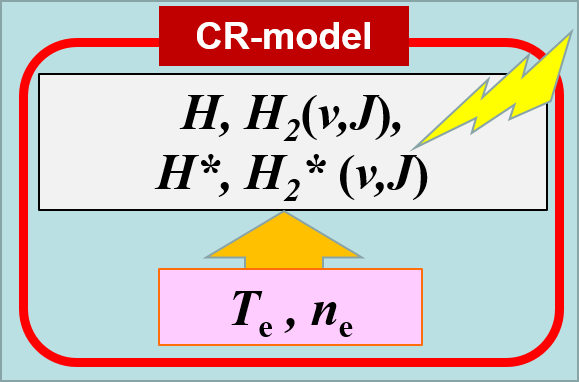 CR-model
H, H₂(v,J),
H*, H₂* (v,J)
Tₑ , nₑ